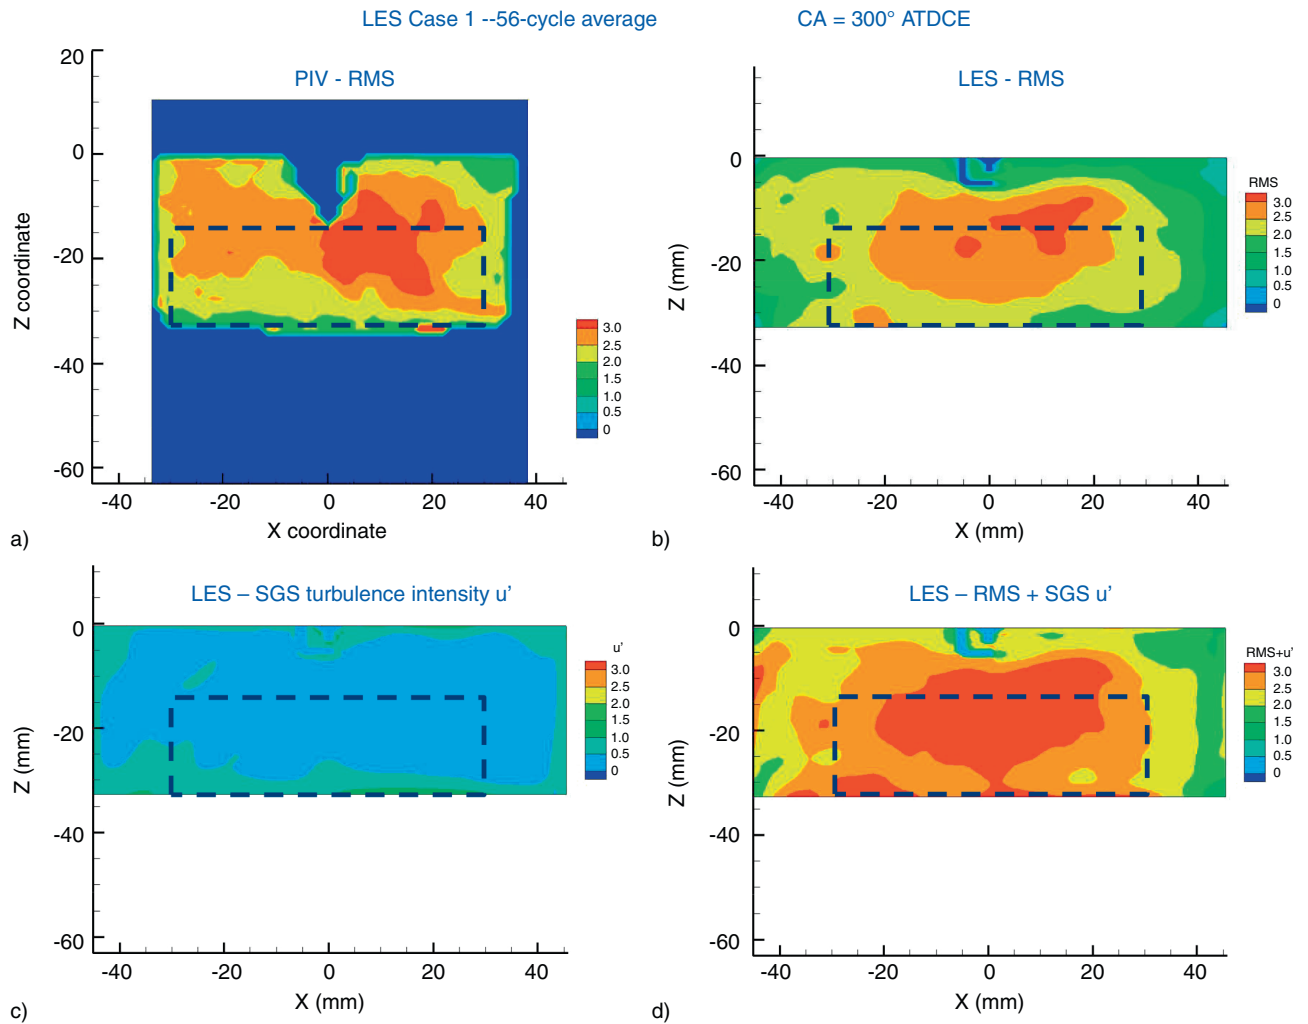 LES Case 1 --56-cycle average CA = 300° ATDCE
PIV - RMS
20
0
-20
-40
-60
Z coordinate
-40 -20 0 20 40
X coordinate
3.0
2.5
2.0
1.5
1.0
0.5
0
a)
LES - RMS
0
-20
-40
-60
Z (mm)
-40 -20 0 20 40
X (mm)
RMS
3.0
2.5
2.0
1.5
1.0
0.5
0
b)
LES – SGS turbulence intensity u’
0
-20
-40
-60
Z (mm)
-40 -20 0 20 40
X (mm)
u’
3.0
2.5
2.0
1.5
1.0
0.5
0
c)
LES – RMS + SGS u’
0
-20
-40
-60
Z (mm)
-40 -20 0 20 40
X (mm)
RMS+u’
3.0
2.5
2.0
1.5
1.0
0.5
0
d)